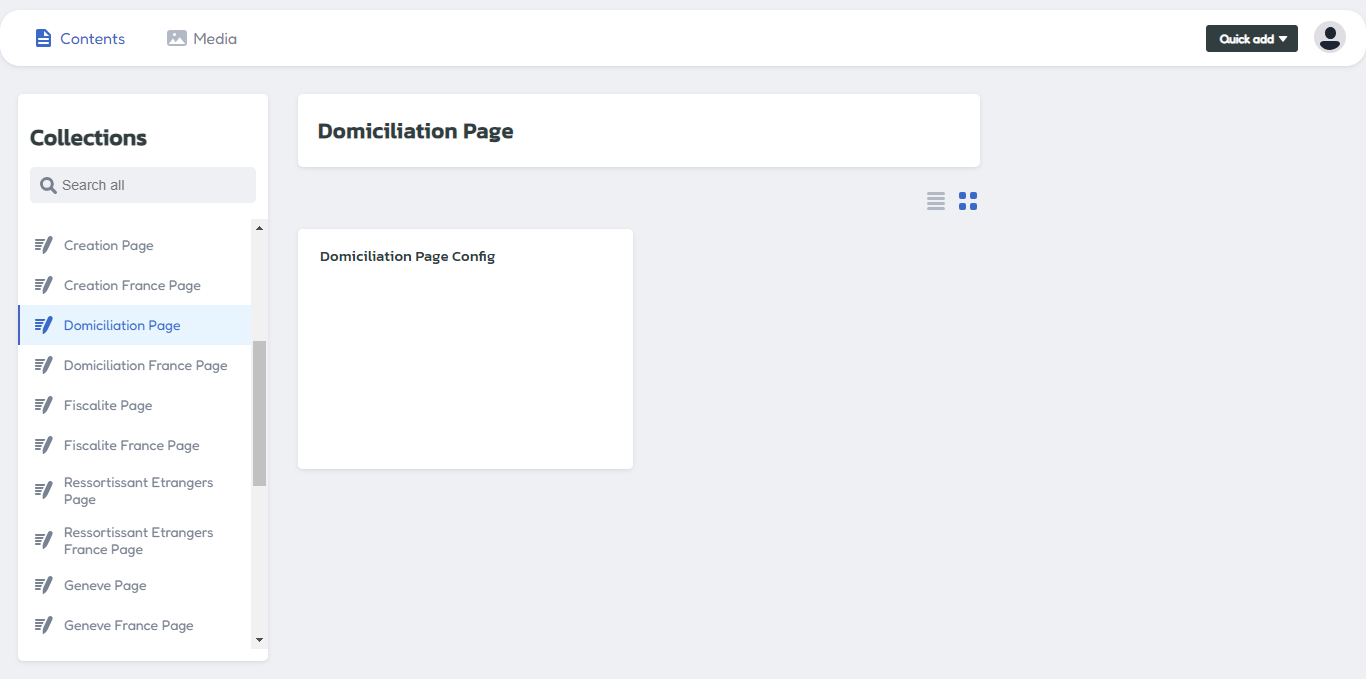 Contents
Media
Quick add
Collections
Search all
Creation Page
Creation France Page
Domiciliation Page
Domiciliation France Page
Fiscalite Page
Fiscalite France Page
Ressortissant Etrangers
Page
Ressortissant Etrangers
France Page
Geneve Page
Geneve France Page
Domiciliation Page
Domiciliation Page Config